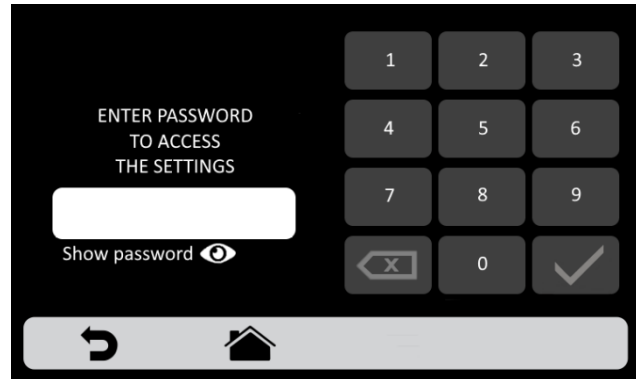 ENTER PASSWORD
TO ACCESS
THE SETTINGS
Show password
1 2 3
4 5 6
7 8 9
X 0